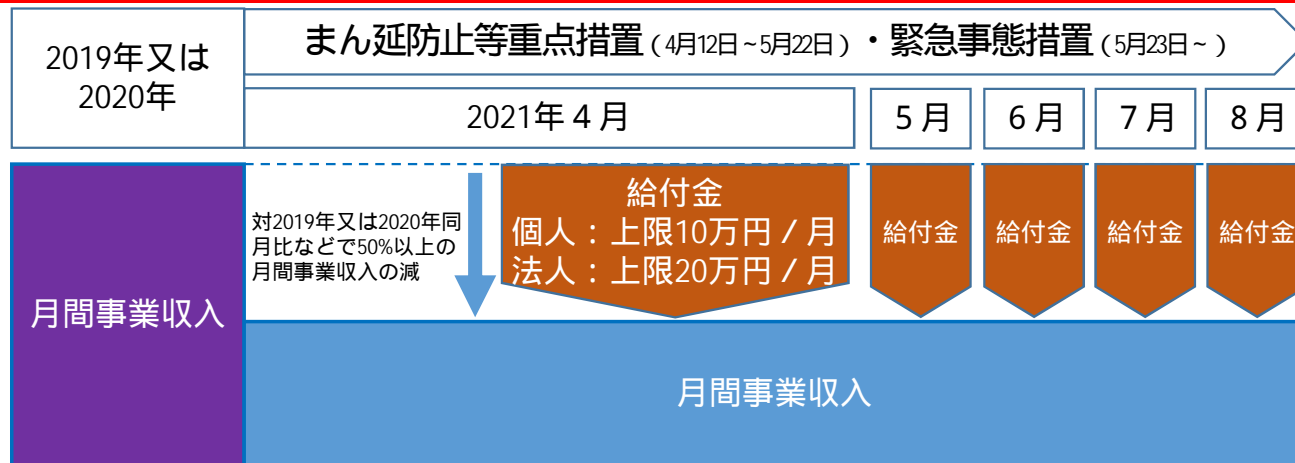 2019年又は
2020年
まん延防止等重点措置(4月12日~5月22日)・緊急事態措置(5月23日~ )
2021年4月
5月
6月
7月
8月
月間事業収入
対2019年又は2020年同
月比などで50%以上の
月間事業収入の減
給付金
個人:上限10万円/月
法人:上限20万円/月
給付金
給付金
給付金
給付金
月間事業収入